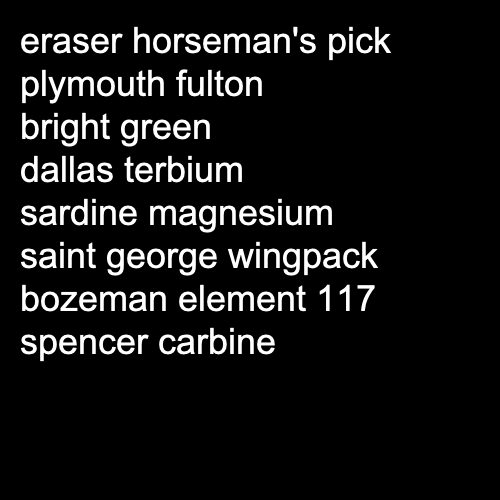 eraser horseman's pick
plymouth fulton
bright green
dallas terbium
sardine magnesium
saint george wingpack
bozeman element 117
spencer carbine